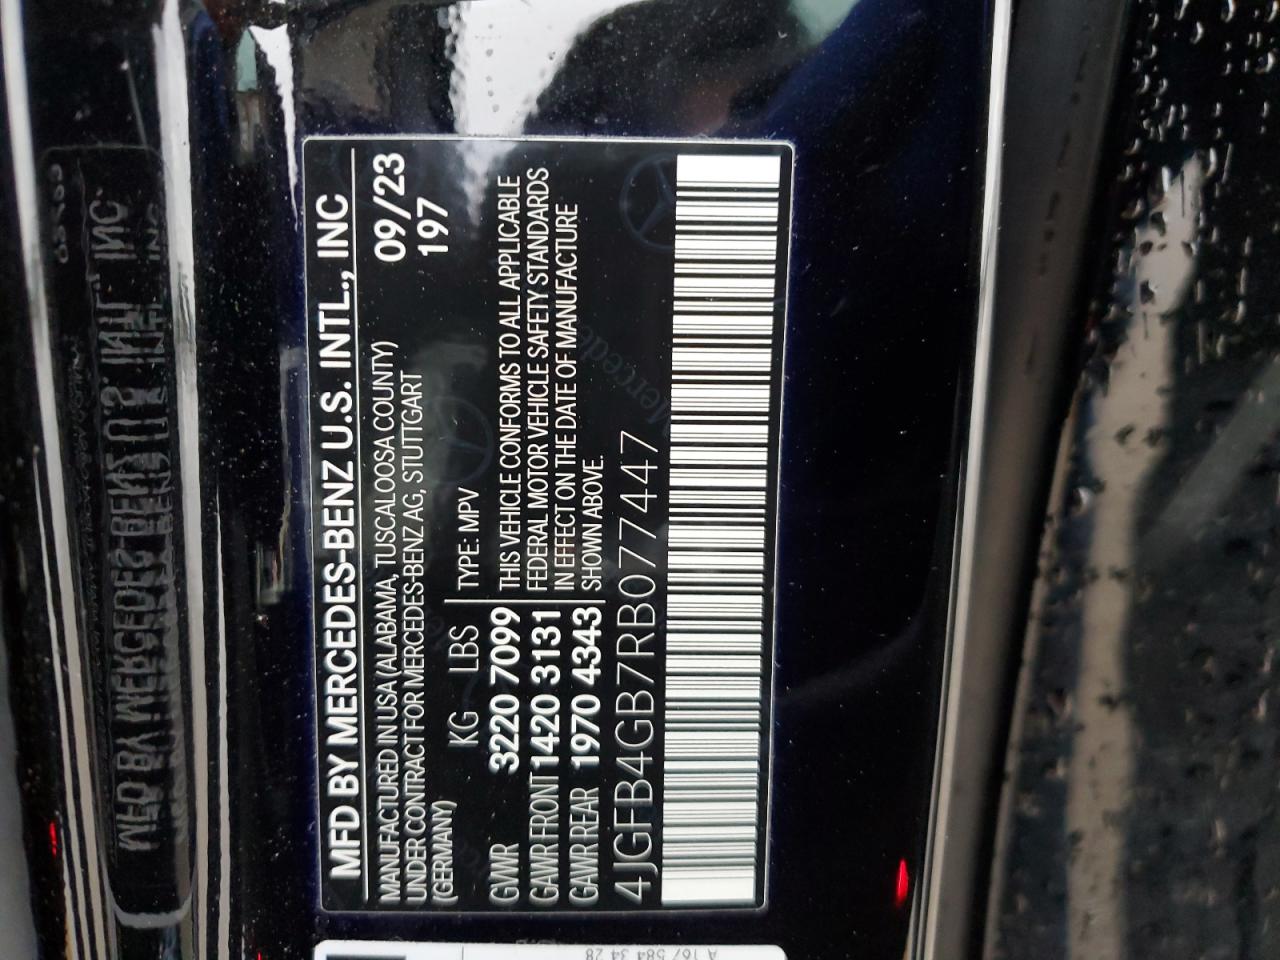 MFD BY MERCEDES-BENZ U.S. INTL., INC
MANUFACTURED IN USA (ALABAMA, TUSCALOOSA COUNTY) 09/23
UNDER CONTRACT FOR MERCEDES-BENZ AG, STUTTGART 197
(GERMANY)
KG LBS TYPE: MPV
GVWR 3220 7099 THIS VEHICLE CONFORMS TO ALL APPLICABLE
GAWR FRONT 1420 3131 FEDERAL MOTOR VEHICLE SAFETY STANDARDS
IN EFFECT ON THE DATE OF MANUFACTURE
GAWR REAR 1970 4343 SHOWN ABOVE.
4JGFB4GB7RB077447
A 167 584 34 28